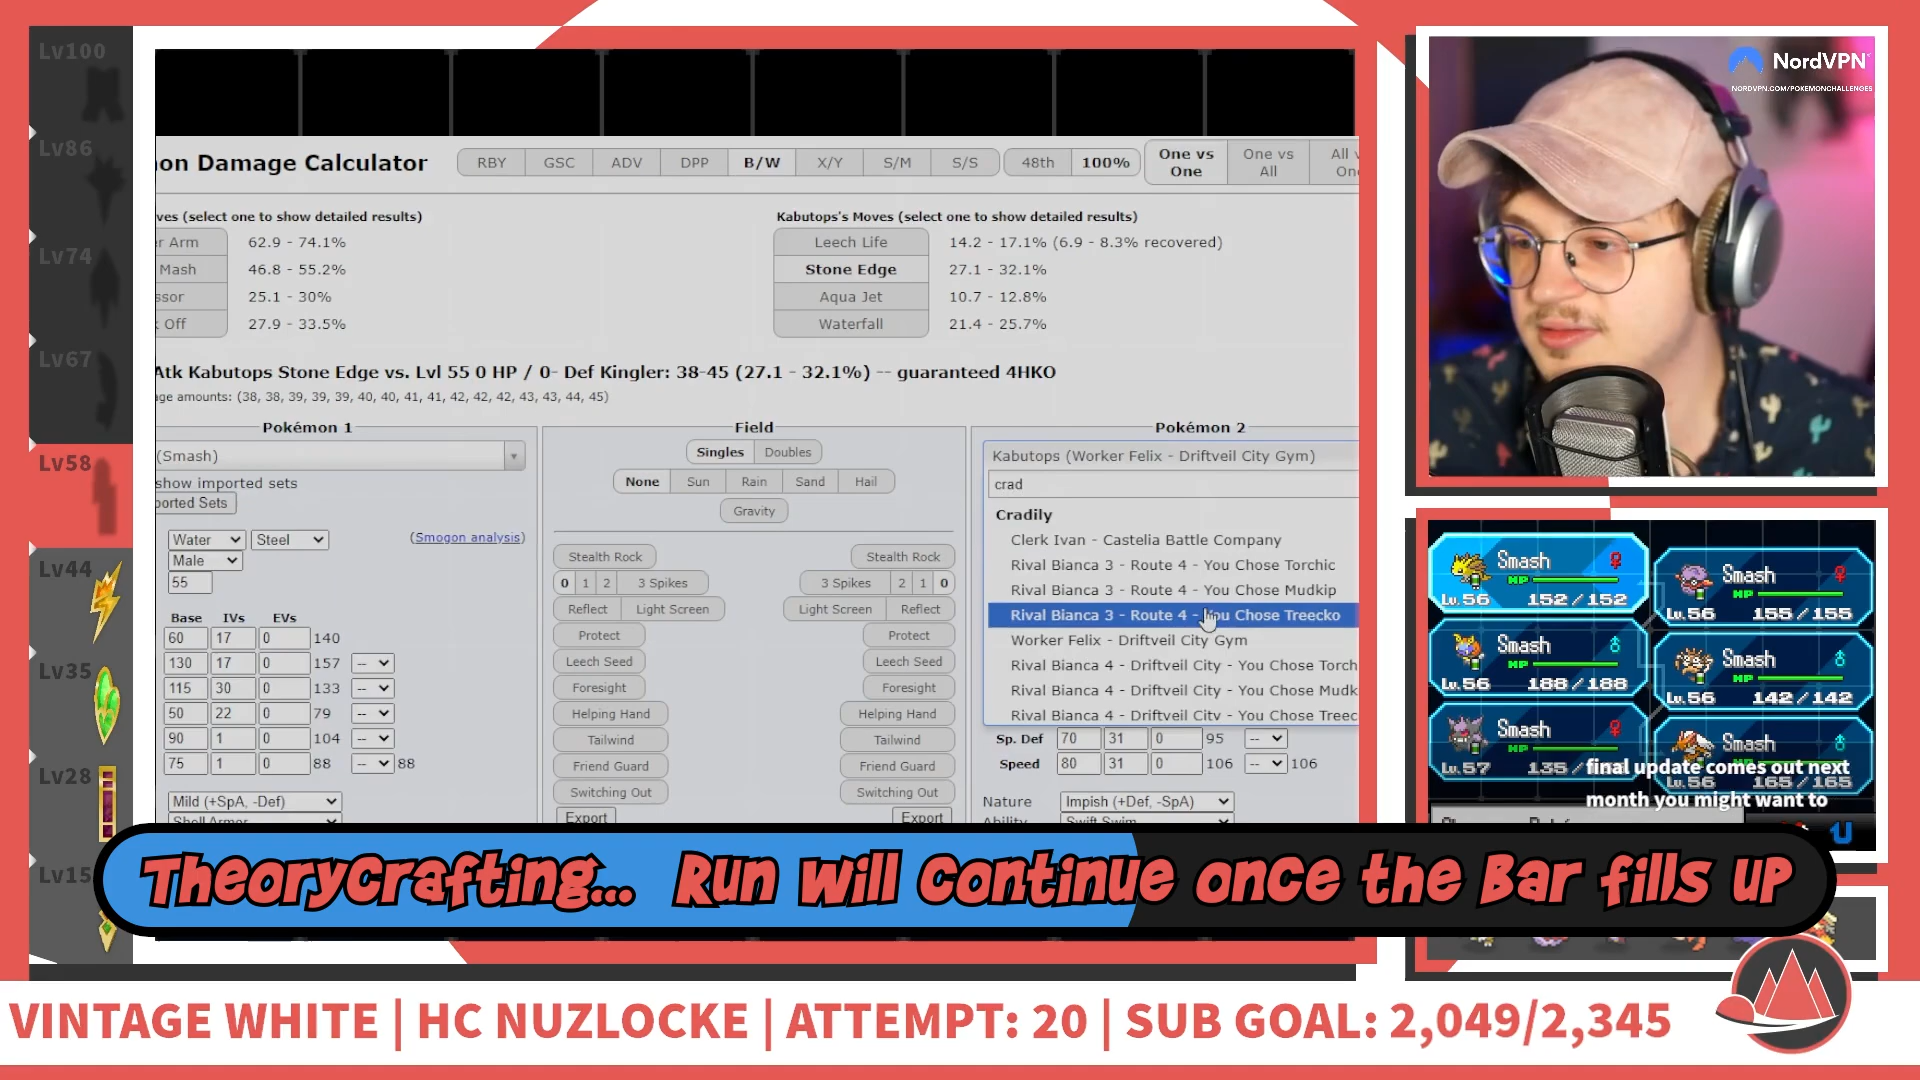 Lv100
Lv86
Lv74
Lv67
Lv58
Lv44
Lv35
Lv28
Lv15
on Damage Calculator
RBY GSC ADV DPP B/W X/Y S/M S/S 48th 100% One vs One One vs All All v On
ves (select one to show detailed results)
r Arm 62.9 - 74.1%
Mash 46.8 - 55.2%
ssor 25.1 - 30%
Off 27.9 - 33.5%
Kabutops's Moves (select one to show detailed results)
Leech Life 14.2 - 17.1% (6.9 - 8.3% recovered)
Stone Edge 27.1 - 32.1%
Aqua Jet 10.7 - 12.8%
Waterfall 21.4 - 25.7%
Atk Kabutops Stone Edge vs. Lvl 55 0 HP / 0- Def Kingler: 38-45 (27.1 - 32.1%) -- guaranteed 4HKO
ge amounts: (38, 38, 39, 39, 39, 40, 40, 41, 41, 42, 42, 42, 43, 43, 44, 45)
Pokémon 1
(Smash)
show imported sets
orted Sets
Water Steel (Smogon analysis)
Male
55
Base IVs EVs
60 17 0 140
130 17 0 157 --
115 30 0 133 --
50 22 0 79 --
90 1 0 104 --
75 1 0 88 -- 88
Mild (+SpA, -Def)
Shell Armor
Field
Singles Doubles
None Sun Rain Sand Hail
Gravity
Stealth Rock Stealth Rock
0 1 2 3 Spikes 3 Spikes 2 1 0
Reflect Light Screen Light Screen Reflect
Protect Protect
Leech Seed Leech Seed
Foresight Foresight
Helping Hand Helping Hand
Tailwind Tailwind
Friend Guard Friend Guard
Switching Out Switching Out
Export Export
Pokémon 2
Kabutops (Worker Felix - Driftveil City Gym)
crad
Cradily
Clerk Ivan - Castelia Battle Company
Rival Bianca 3 - Route 4 - You Chose Torchic
Rival Bianca 3 - Route 4 - You Chose Mudkip
Rival Bianca 3 - Route 4 - You Chose Treecko
Worker Felix - Driftveil City Gym
Rival Bianca 4 - Driftveil City - You Chose Torch
Rival Bianca 4 - Driftveil City - You Chose Mudk
Rival Bianca 4 - Driftveil City - You Chose Treec
Sp. Def 70 31 0 95 --
Speed 80 31 0 106 -- 106
Nature Impish (+Def, -SpA)
Ability Swift Swim
NordVPN
NORDVPN.COM/POKEMONCHALLENGES
Smash ♀
HP
Lv.56 152/152
Smash ♀
HP
Lv.56 155/155
Smash ♂
HP
Lv.56 188/188
Smash ♂
HP
Lv.56 142/142
Smash ♀
HP
Lv.57 135/
Smash ♂
Lv.56 165/165
final update comes out next
month you might want to
Theorycrafting... Run will continue once the Bar fills up
VINTAGE WHITE | HC NUZLOCKE | ATTEMPT: 20 | SUB GOAL: 2,049/2,345